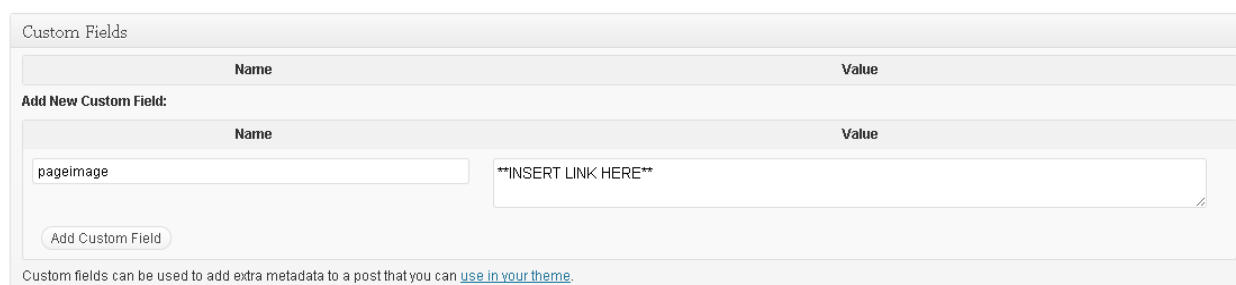 Custom Fields
Name Value
Add New Custom Field:
Name Value
pageimage **INSERT LINK HERE**
Add Custom Field
Custom fields can be used to add extra metadata to a post that you can use in your theme.